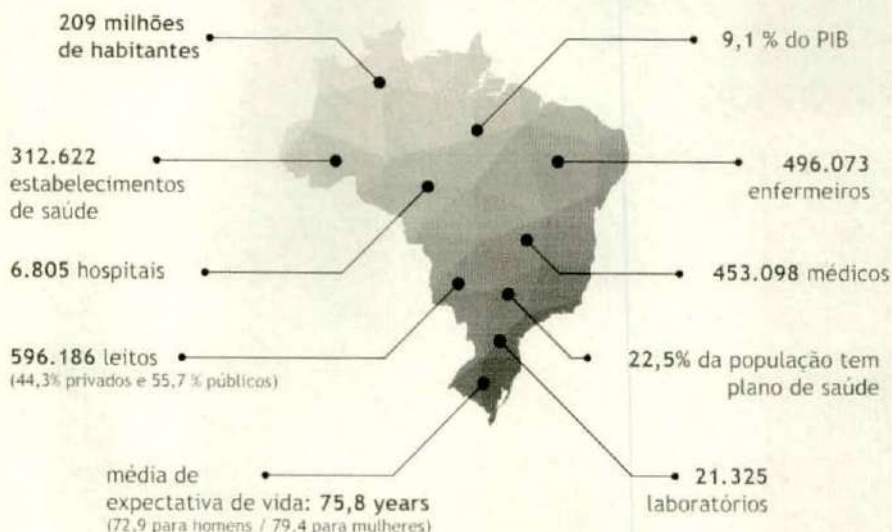 209 milhões
de habitantes
9,1 % do PIB
312.622
estabelecimentos
de saúde
496.073
enfermeiros
6.805 hospitais
453.098 médicos
596.186 leitos
(44,3% privados e 55,7 % públicos)
22,5% da população tem
plano de saúde
média de
expectativa de vida: 75,8 years
(72,9 para homens / 79,4 para mulheres)
21.325
laboratórios